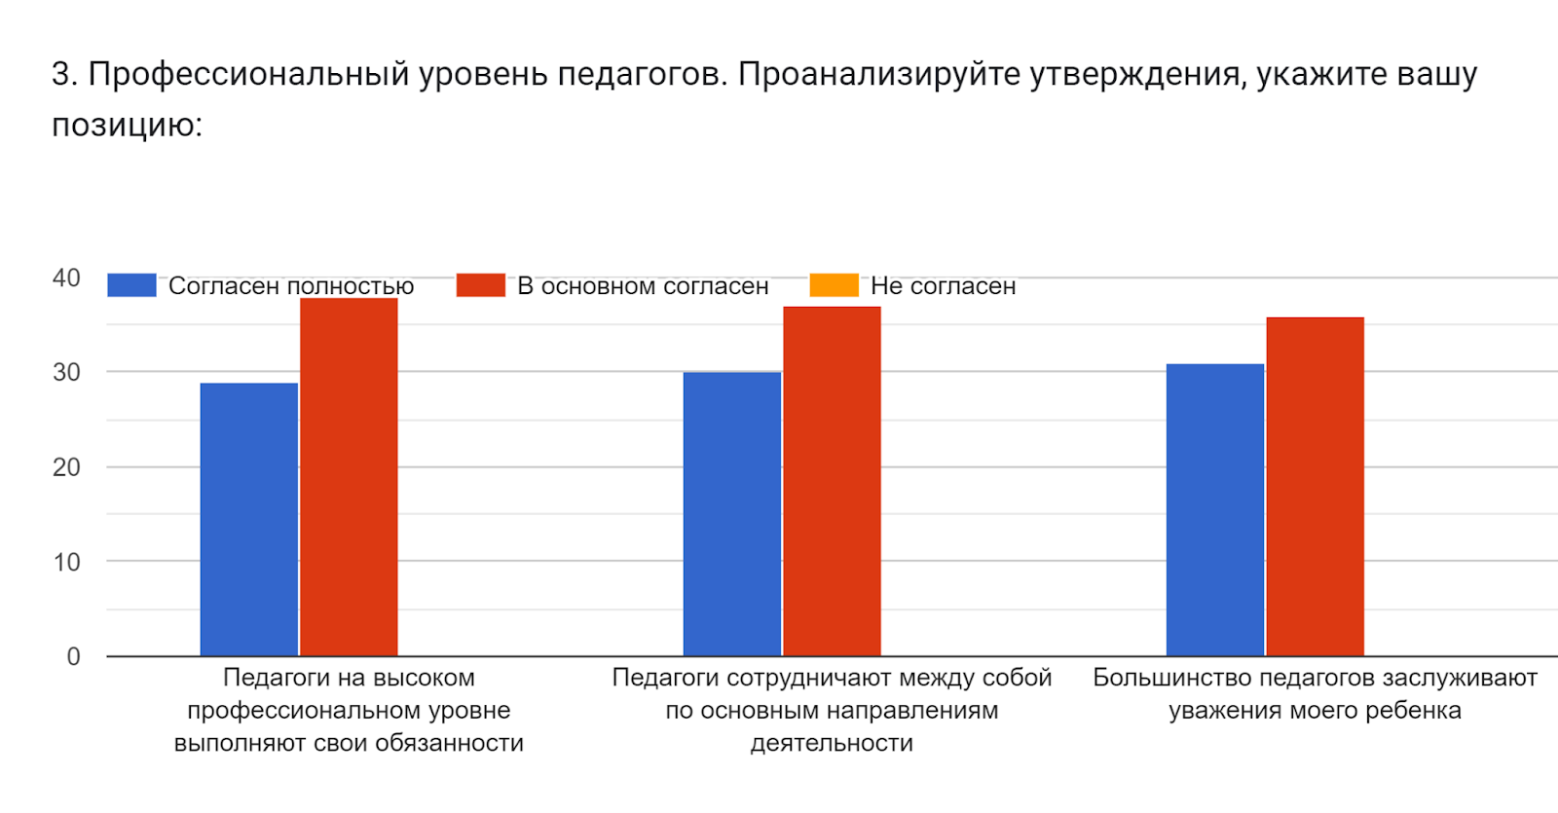 3. Профессиональный уровень педагогов. Проанализируйте утверждения, укажите вашу
позицию:
Согласен полностью
В основном согласен
Не согласен
40
30
20
10
0
Педагоги на высоком
профессиональном уровне
выполняют свои обязанности
Педагоги сотрудничают между собой
по основным направлениям
деятельности
Большинство педагогов заслуживают
уважения моего ребенка